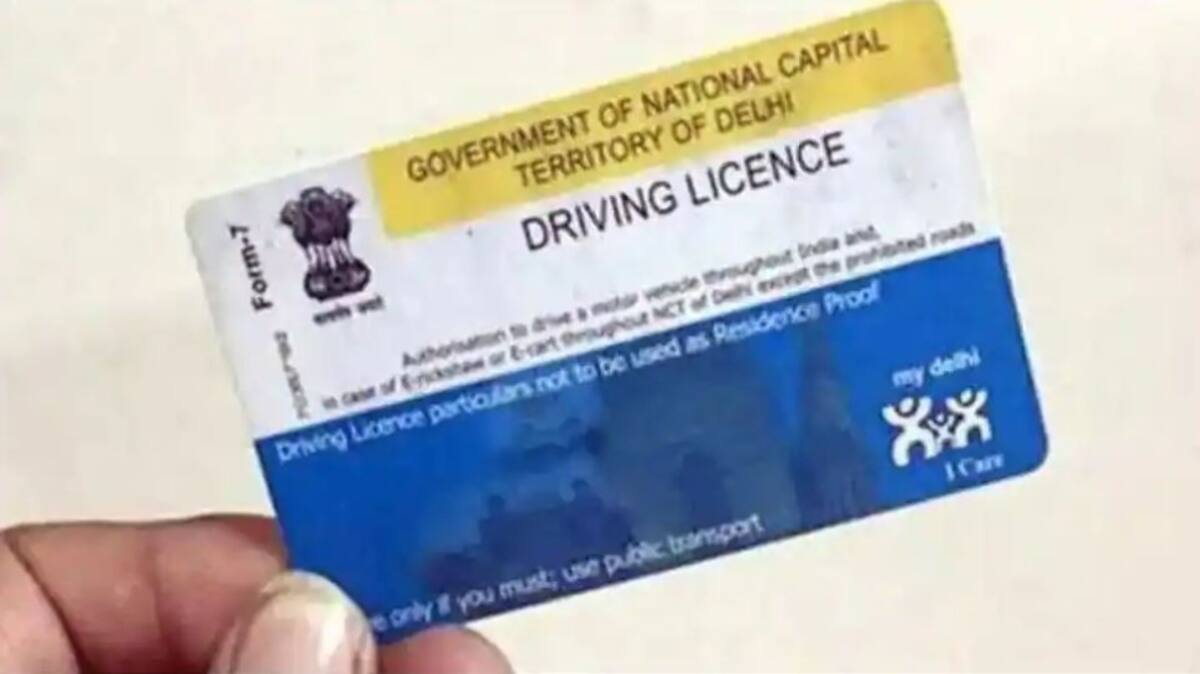 GOVERNMENT OF NATIONAL CAPITAL
TERRITORY OF DELHI
DRIVING LICENCE
Form-7
Authorisation to drive a motor vehicle throughout India and,
in case of E-rickshaw or E-cart throughout NCT of Delhi except the prohibited roads
Driving Licence particulars not to be used as Residence Proof
my delhi
I Care
only if you must; use public transport